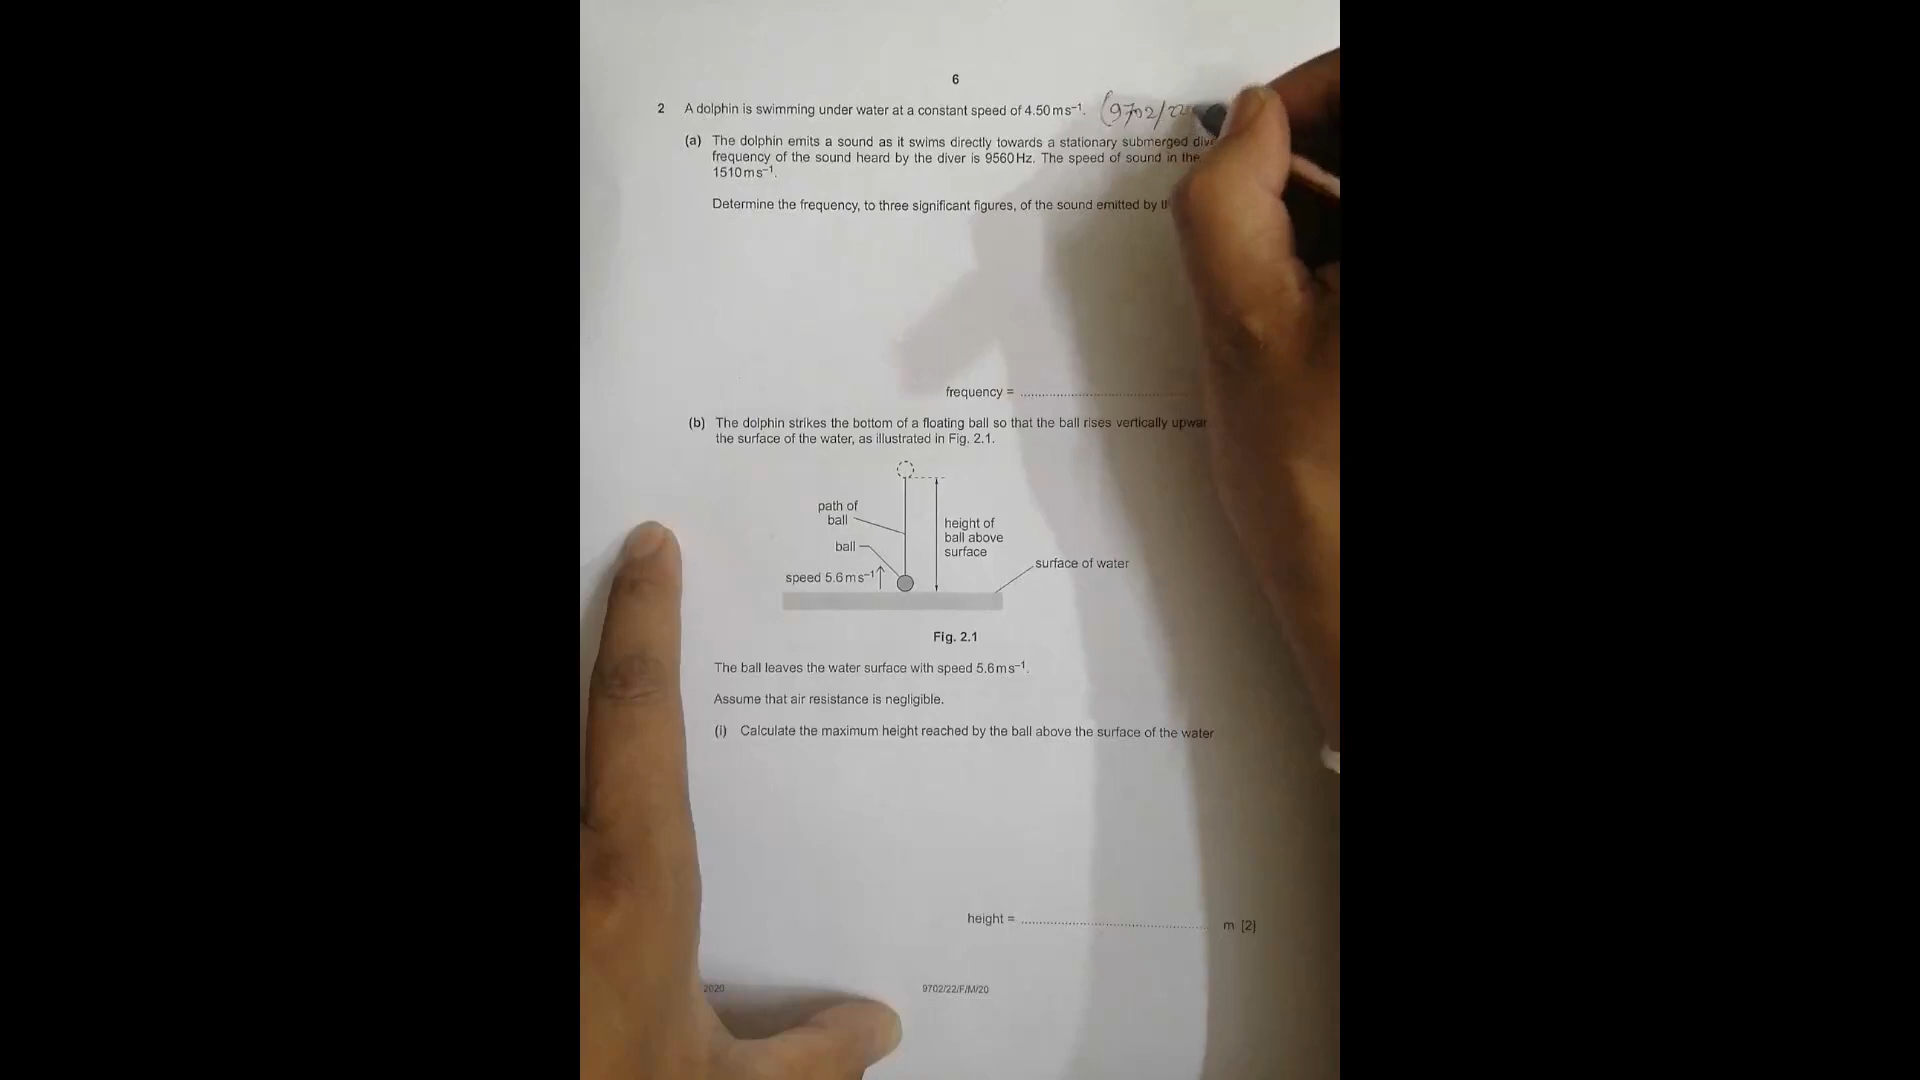 6
2 A dolphin is swimming under water at a constant speed of 4.50 m s⁻¹. (9702/22
(a) The dolphin emits a sound as it swims directly towards a stationary submerged
frequency of the sound heard by the diver is 9560 Hz. The speed of sound in the
1510 m s⁻¹.
Determine the frequency, to three significant figures, of the sound emitted by
frequency = ........................................
(b) The dolphin strikes the bottom of a floating ball so that the ball rises vertically
the surface of the water, as illustrated in Fig. 2.1.
path of
ball
ball
speed 5.6 m s⁻¹
height of
ball above
surface
surface of water
Fig. 2.1
The ball leaves the water surface with speed 5.6 m s⁻¹.
Assume that air resistance is negligible.
(i) Calculate the maximum height reached by the ball above the surface of the water
height = ........................................ m [2]
2020 9702/22/F/M/20